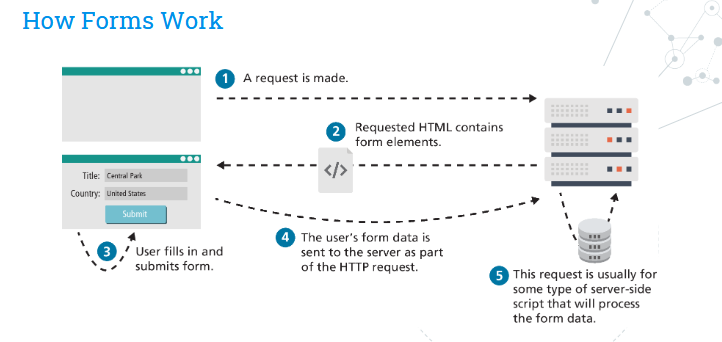 How Forms Work
1 A request is made.
2 Requested HTML contains
form elements.
</>
Title: Central Park
Country: United States
Submit
3 User fills in and
submits form.
4 The user's form data is
sent to the server as part
of the HTTP request.
5 This request is usually for
some type of server-side
script that will process
the form data.